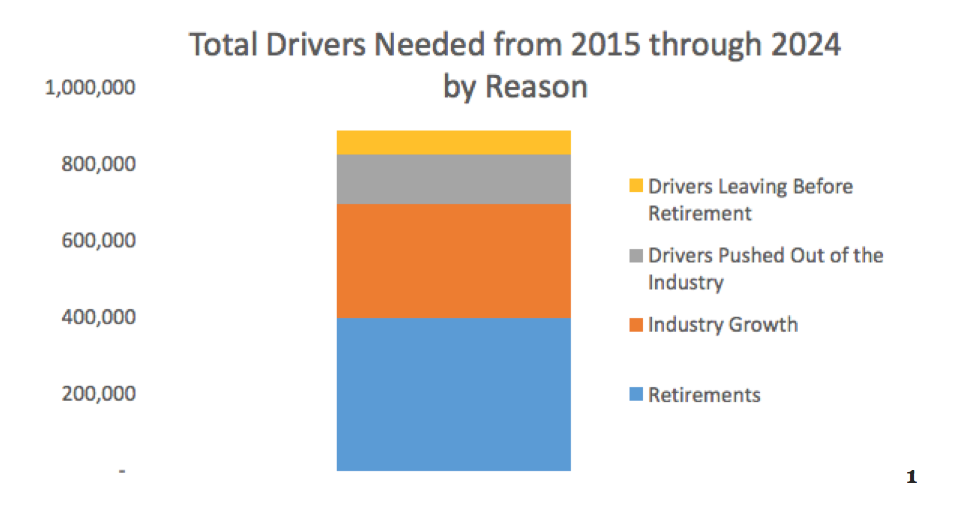 Total Drivers Needed from 2015 through 2024
by Reason
1,000,000
800,000
600,000
400,000
200,000
-
Drivers Leaving Before
Retirement
Drivers Pushed Out of the
Industry
Industry Growth
Retirements
1